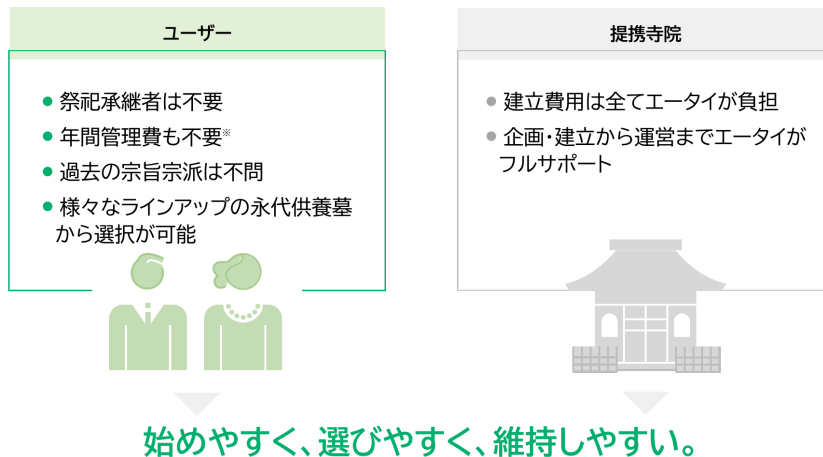 ユーザー
● 祭祀承継者は不要
● 年間管理費も不要※
● 過去の宗旨宗派は不問
● 様々なラインアップの永代供養墓
から選択が可能
提携寺院
● 建立費用は全てエータイが負担
● 企画・建立から運営までエータイが
フルサポート
始めやすく、選びやすく、維持しやすい。